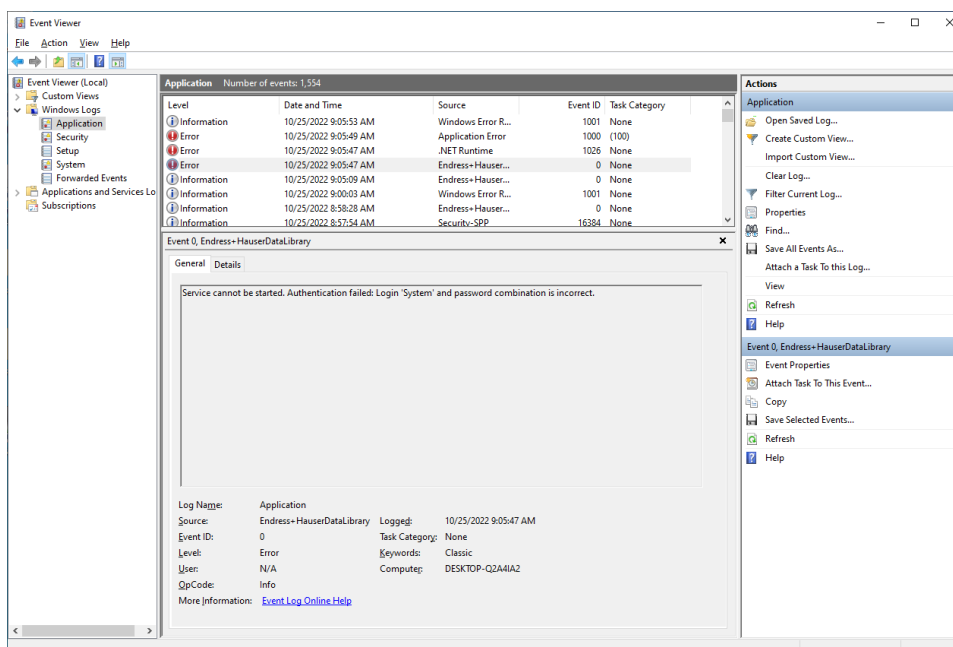 Event Viewer
File Action View Help
Event Viewer (Local)
Custom Views
Windows Logs
Application
Security
Setup
System
Forwarded Events
Applications and Services Lo
Subscriptions
Application Number of events: 1,554
Level Date and Time Source Event ID Task Category
Information 10/25/2022 9:05:53 AM Windows Error R... 1001 None
Error 10/25/2022 9:05:49 AM Application Error 1000 (100)
Error 10/25/2022 9:05:47 AM .NET Runtime 1026 None
Error 10/25/2022 9:05:47 AM Endress+Hauser... 0 None
Information 10/25/2022 9:05:09 AM Endress+Hauser... 0 None
Information 10/25/2022 9:00:03 AM Windows Error R... 1001 None
Information 10/25/2022 8:58:28 AM Endress+Hauser... 0 None
Information 10/25/2022 8:57:54 AM Security-SPP 16384 None
Event 0, Endress+HauserDataLibrary
General Details
Service cannot be started. Authentication failed: Login 'System' and password combination is incorrect.
Log Name: Application
Source: Endress+HauserDataLibrary Logged: 10/25/2022 9:05:47 AM
Event ID: 0 Task Category: None
Level: Error Keywords: Classic
User: N/A Computer: DESKTOP-Q2A4IA2
OpCode: Info
More Information: Event Log Online Help
Actions
Application
Open Saved Log...
Create Custom View...
Import Custom View...
Clear Log...
Filter Current Log...
Properties
Find...
Save All Events As...
Attach a Task To this Log...
View
Refresh
Help
Event 0, Endress+HauserDataLibrary
Event Properties
Attach Task To This Event...
Copy
Save Selected Events...
Refresh
Help